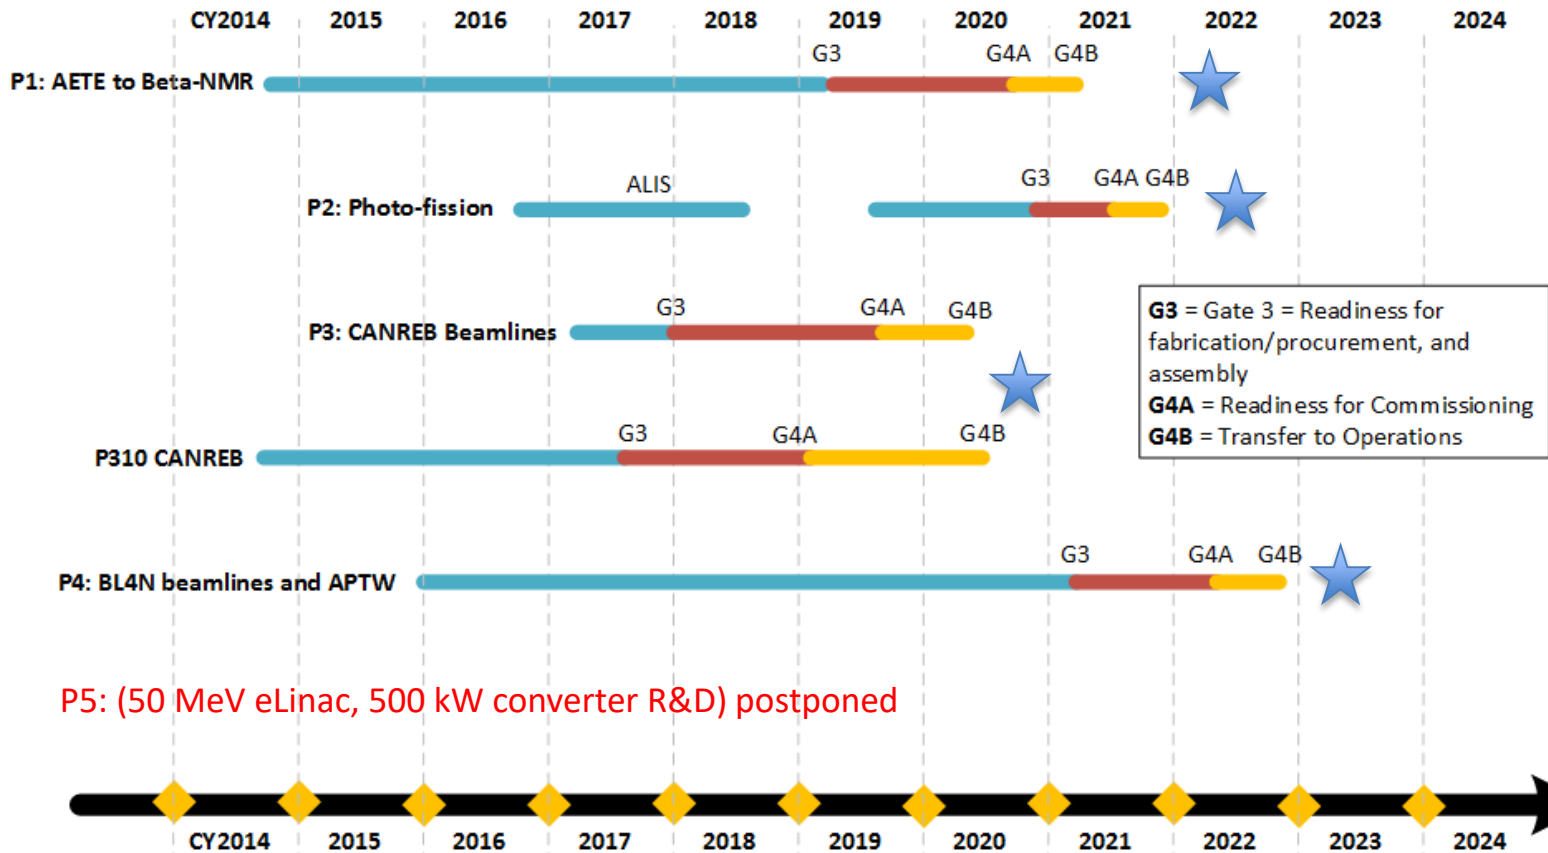 CY2014 2015 2016 2017 2018 2019 2020 2021 2022 2023 2024
G3 G4A G4B
P1: AETE to Beta-NMR
ALIS G3 G4A G4B
P2: Photo-fission
G3 G4A G4B
P3: CANREB Beamlines
G3 = Gate 3 = Readiness for
fabrication/procurement, and
assembly
G4A = Readiness for Commissioning
G4B = Transfer to Operations
G3 G4A G4B
P310 CANREB
G3 G4A G4B
P4: BL4N beamlines and APTW
P5: (50 MeV eLinac, 500 kW converter R&D) postponed
CY2014 2015 2016 2017 2018 2019 2020 2021 2022 2023 2024